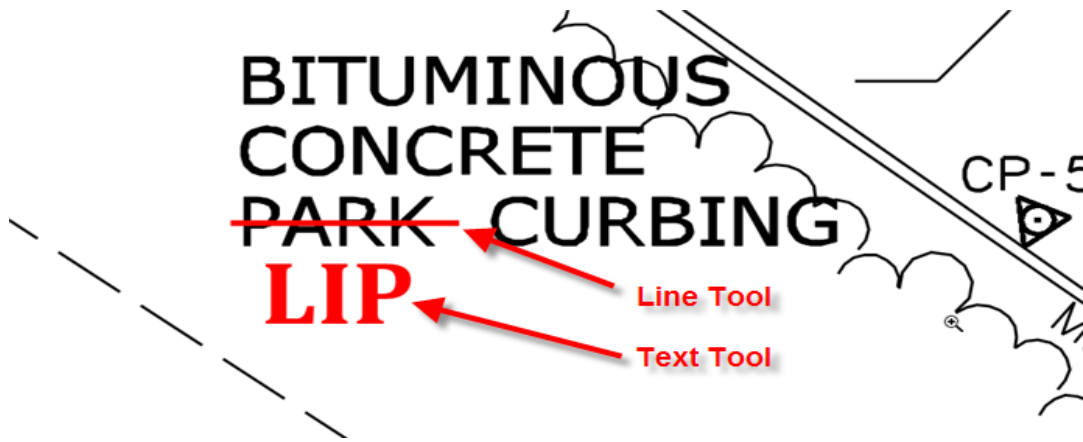 BITUMINOUS
CONCRETE
PARK CURBING
LIP
Line Tool
Text Tool
CP-5